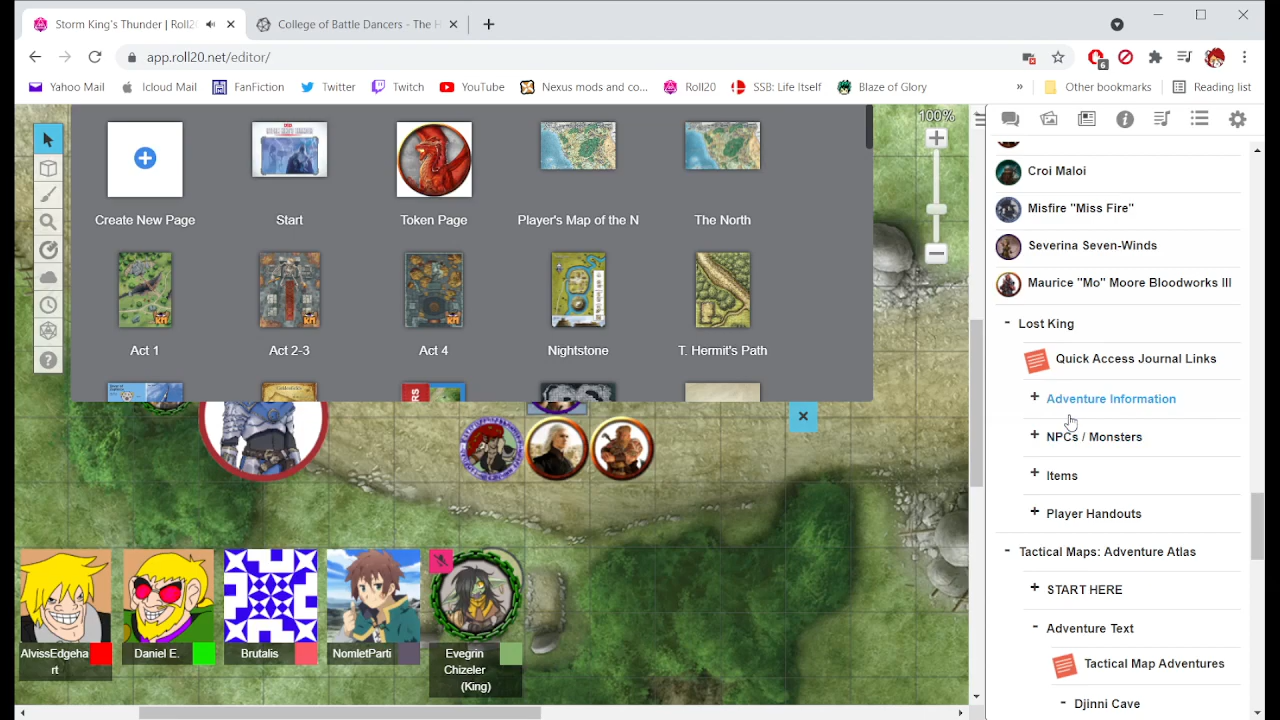 Storm King's Thunder | Roll2
College of Battle Dancers - The H
app.roll20.net/editor/
6
Yahoo Mail
Icloud Mail
FanFiction
Twitter
Twitch
YouTube
Nexus mods and co...
Roll20
SSB: Life Itself
Blaze of Glory
»
Other bookmarks
Reading list
100%
Create New Page
Start
Token Page
Player's Map of the N
The North
Act 1
Act 2-3
Act 4
Nightstone
T. Hermit's Path
Croi Maloi
Misfire "Miss Fire"
Severina Seven-Winds
Maurice "Mo" Moore Bloodworks III
- Lost King
Quick Access Journal Links
+ Adventure Information
+ NPCs / Monsters
+ Items
+ Player Handouts
- Tactical Maps: Adventure Atlas
+ START HERE
- Adventure Text
Tactical Map Adventures
- Djinni Cave
AlvissEdgeha
rt
Daniel E.
Brutalis
NomletParti
Evegrin
Chizeler
(King)